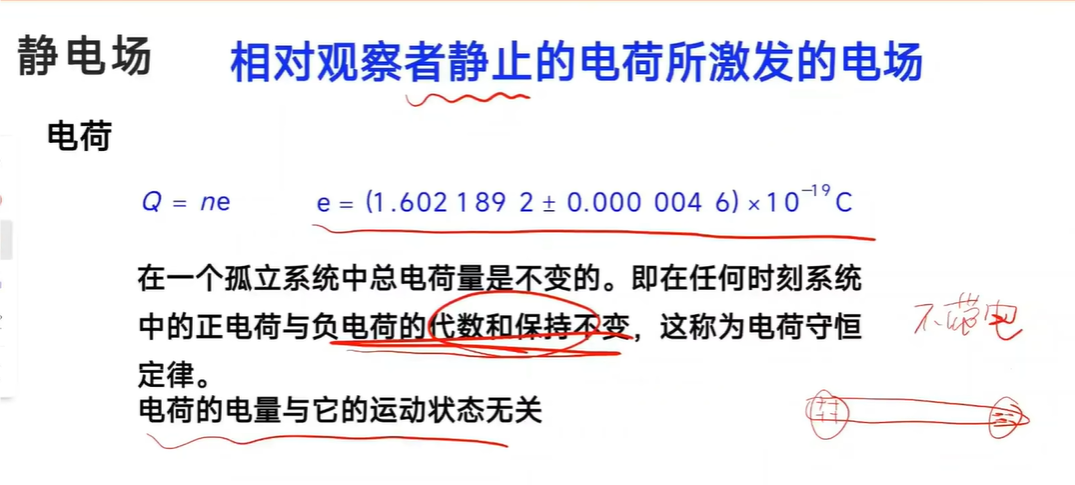 静电场
相对观察者静止的电荷所激发的电场
电荷
Q = ne
e = (1.602 189 2 ± 0.000 004 6) ×10⁻¹⁹ C
在一个孤立系统中总电荷量是不变的。即在任何时刻系统
中的正电荷与负电荷的代数和保持不变，这称为电荷守恒
定律。
电荷的电量与它的运动状态无关
不带电